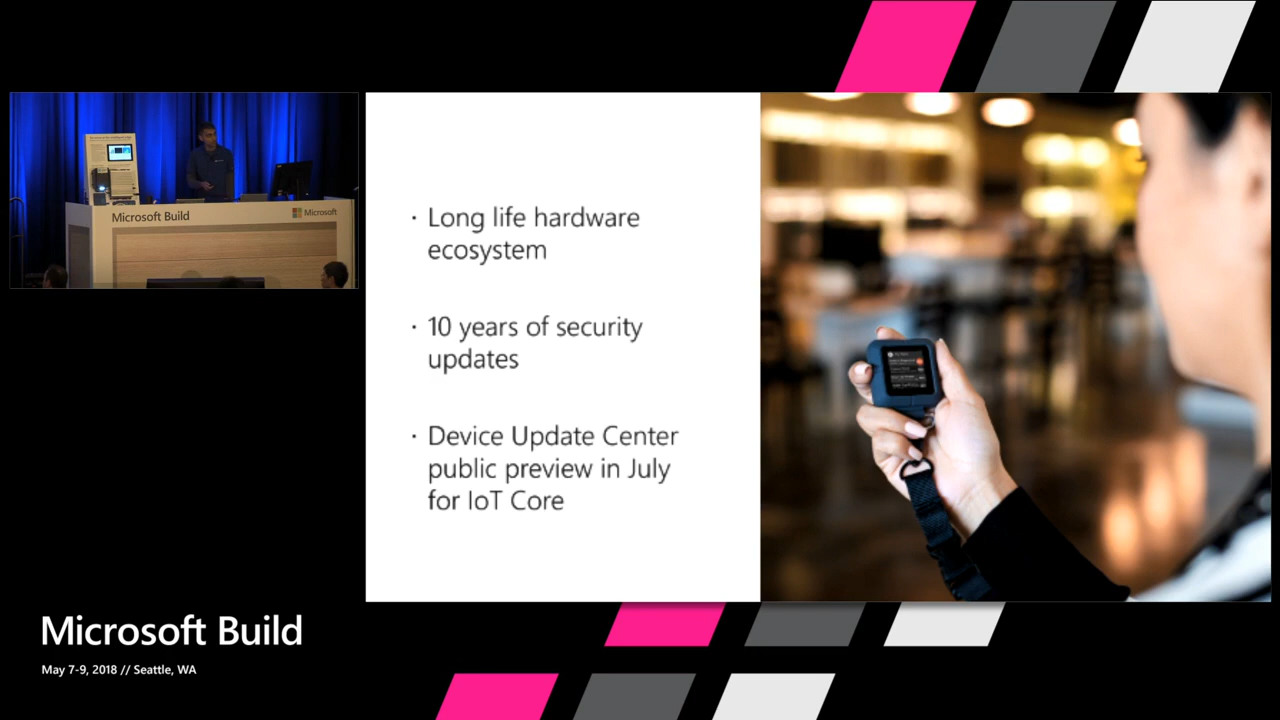 Microsoft Build
Microsoft
· Long life hardware
ecosystem
· 10 years of security
updates
· Device Update Center
public preview in July
for IoT Core
Microsoft Build
May 7-9, 2018 // Seattle, WA